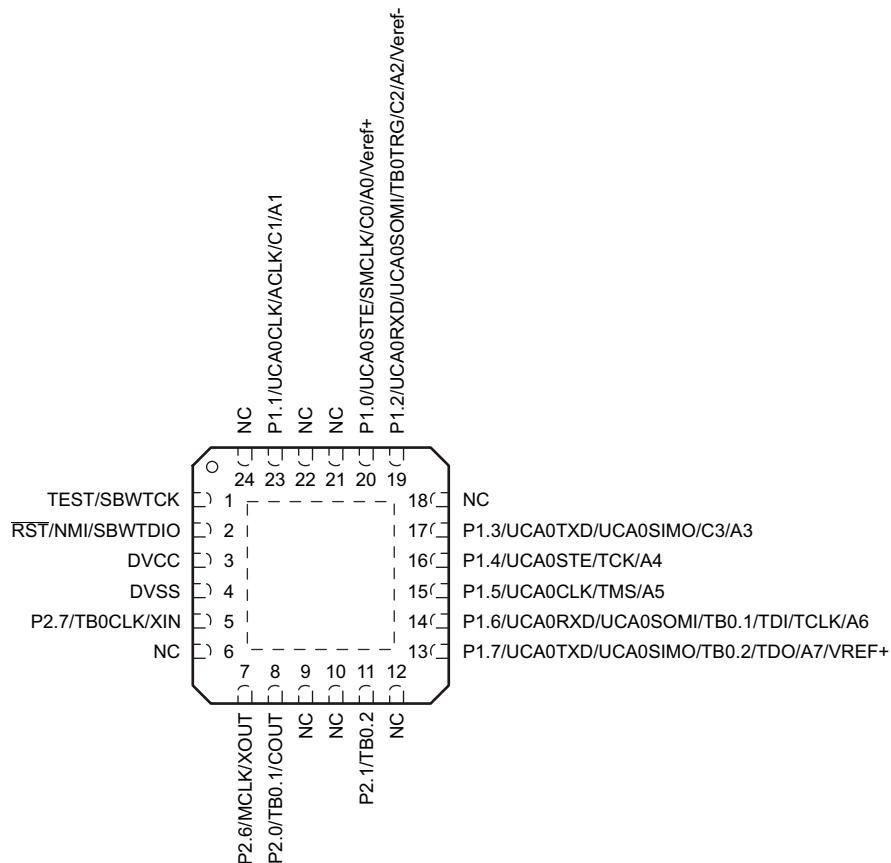 P1.1/UCA0CLK/ACLK/C1/A1
P1.0/UCA0STE/SMCLK/C0/A0/Veref+
P1.2/UCA0RXD/UCA0SOMI/TB0TRG/C2/A2/Veref-
NC
NC
NC
24
23
22
21
20
19
TEST/SBWTCK
1
18
NC
RST/NMI/SBWTDIO
2
17
P1.3/UCA0TXD/UCA0SIMO/C3/A3
DVCC
3
16
P1.4/UCA0STE/TCK/A4
DVSS
4
15
P1.5/UCA0CLK/TMS/A5
P2.7/TB0CLK/XIN
5
14
P1.6/UCA0RXD/UCA0SOMI/TB0.1/TDI/TCLK/A6
NC
6
13
P1.7/UCA0TXD/UCA0SIMO/TB0.2/TDO/A7/VREF+
7
8
9
10
11
12
P2.6/MCLK/XOUT
P2.0/TB0.1/COUT
NC
NC
P2.1/TB0.2
NC